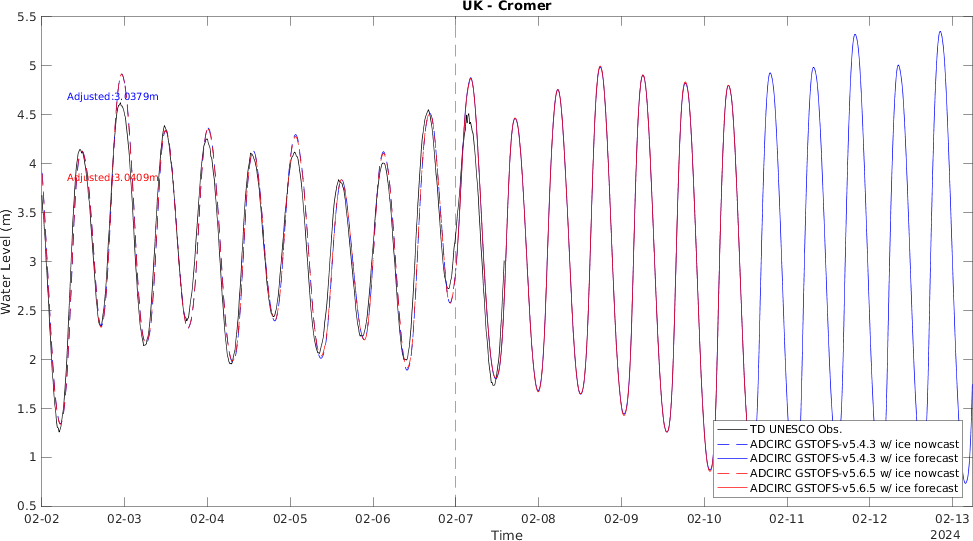 UK - Cromer
5.5
5
4.5
4
3.5
3
2.5
2
1.5
1
0.5
Water Level (m)
Adjusted:3.0379m
Adjusted:3.0409m
TD UNESCO Obs.
ADCIRC GSTOFS-v5.4.3 w/ ice nowcast
ADCIRC GSTOFS-v5.4.3 w/ ice forecast
ADCIRC GSTOFS-v5.6.5 w/ ice nowcast
ADCIRC GSTOFS-v5.6.5 w/ ice forecast
02-02 02-03 02-04 02-05 02-06 02-07 02-08 02-09 02-10 02-11 02-12 02-13
Time
2024